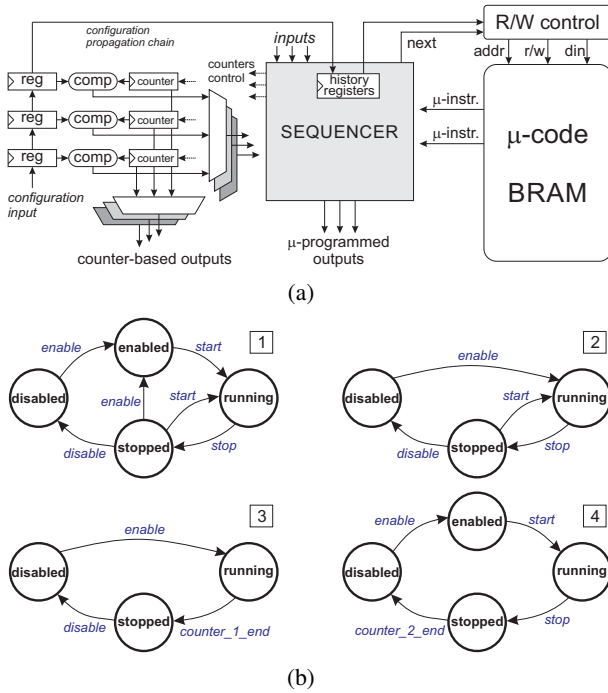 configuration
propagation chain
inputs
next
R/W control
addr r/w din
reg comp counter
counters
control
history
registers
reg comp counter
SEQUENCER
μ-instr.
μ-instr.
μ-code
BRAM
reg comp counter
configuration
input
counter-based outputs
μ-programmed
outputs
(a)
1
enable
enabled
start
disabled
enable
start
running
disable
stopped
stop
2
enable
disabled
start
running
disable
stopped
stop
3
enable
disabled
running
disable
stopped
counter_1_end
4
enable
enabled
start
disabled
running
counter_2_end
stopped
stop
(b)